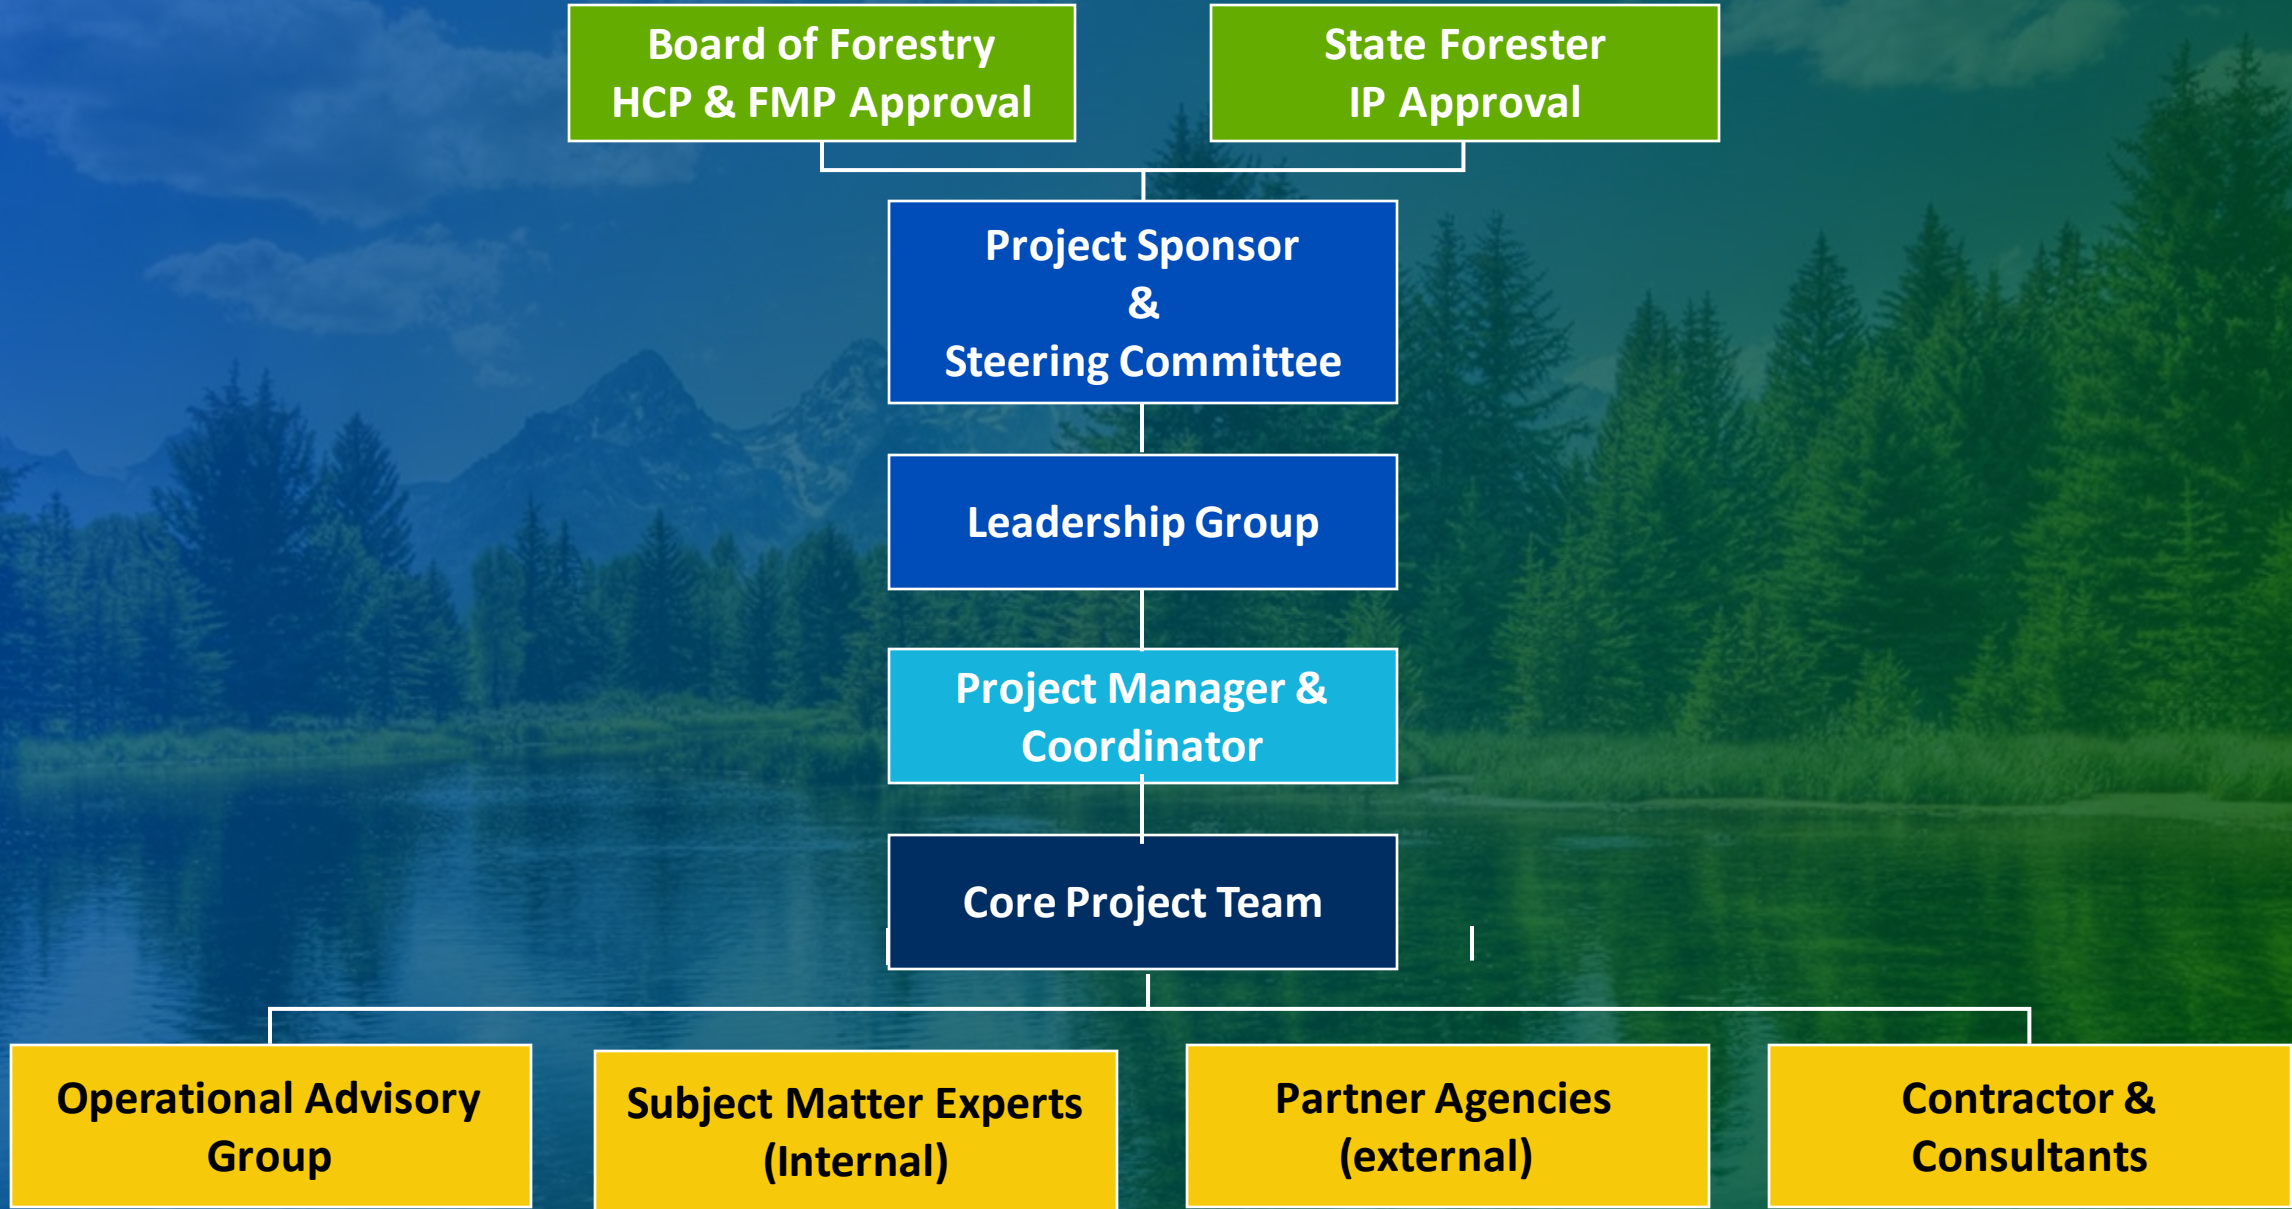 Board of Forestry
HCP & FMP Approval
State Forester
IP Approval
Project Sponsor
&
Steering Committee
Leadership Group
Project Manager &
Coordinator
Core Project Team
Operational Advisory
Group
Subject Matter Experts
(Internal)
Partner Agencies
(external)
Contractor &
Consultants